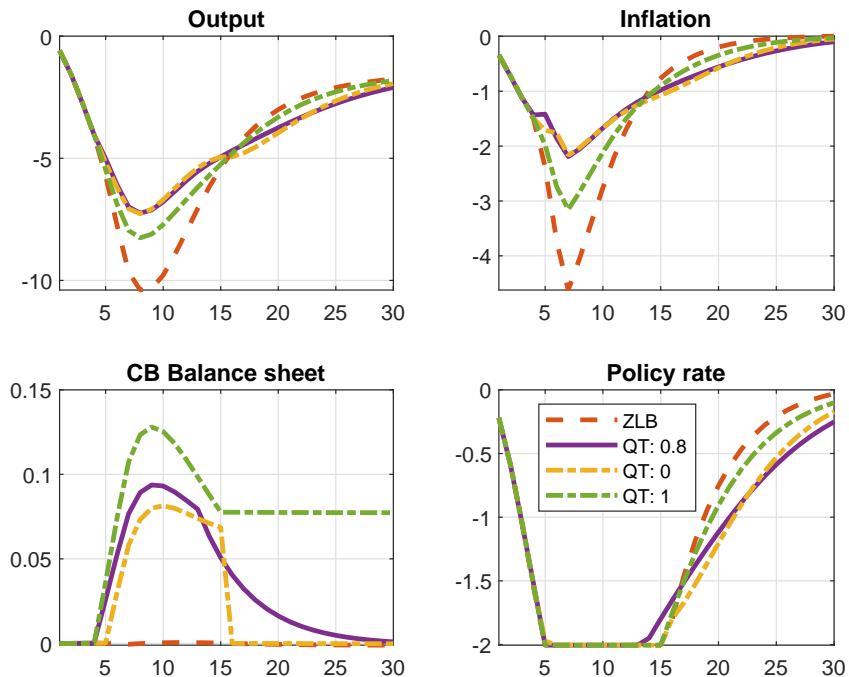 Output
0
-5
-10
5 10 15 20 25 30
Inflation
0
-1
-2
-3
-4
5 10 15 20 25 30
CB Balance sheet
0.15
0.1
0.05
0
5 10 15 20 25 30
Policy rate
0
-0.5
-1
-1.5
-2
5 10 15 20 25 30
ZLB
QT: 0.8
QT: 0
QT: 1